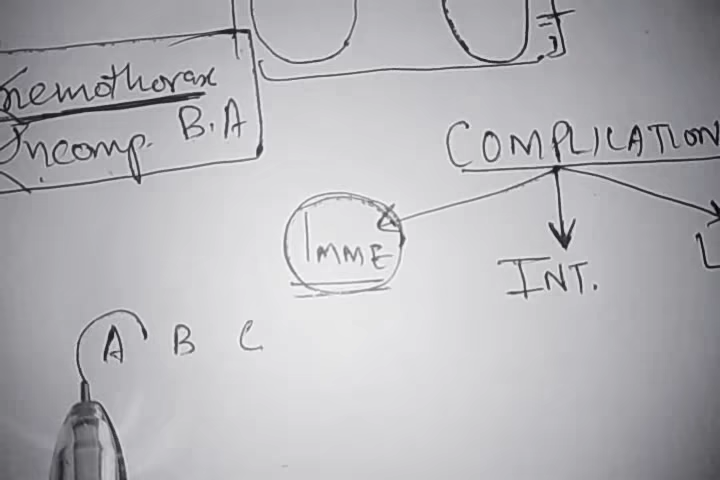 Hemothorax
Incomp. B.A
COMPLICATION
IMME
INT.
L
A B C